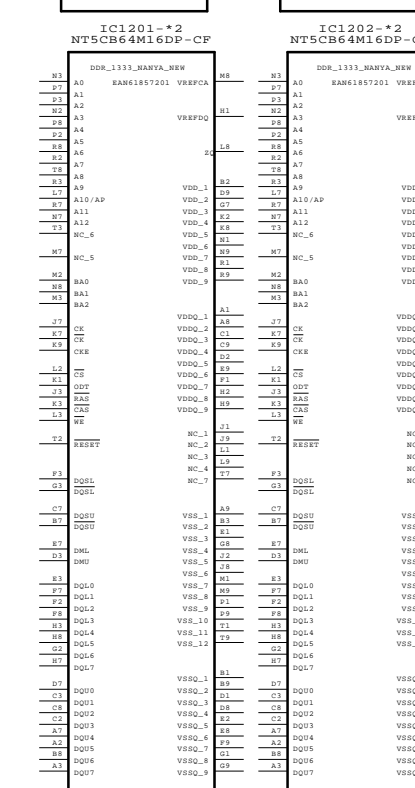 IC1201-*2
NT5CB64M16DP-CF
DDR_1333_NANYA_NEW
EAN61857201
N3 A0
P7 A1
P3 A2
N2 A3
P8 A4
P2 A5
R8 A6
R2 A7
T8 A8
R3 A9
L7 A10/AP
R7 A11
N7 A12
T3 NC_6
M7 NC_5
M2 BA0
N8 BA1
M3 BA2
J7 CK
K7 CK
K9 CKE
L2 CS
K1 ODT
J3 RAS
K3 CAS
L3 WE
T2 RESET
F3 DQSL
G3 DQSL
C7 DQSU
B7 DQSU
E7 DML
D3 DMU
E3 DQL0
F7 DQL1
F2 DQL2
F8 DQL3
H3 DQL4
H8 DQL5
G2 DQL6
H7 DQL7
D7 DQU0
C3 DQU1
C8 DQU2
C2 DQU3
A7 DQU4
A2 DQU5
B8 DQU6
A3 DQU7
VREFCA M8
VREFDQ H1
ZQ L8
VDD_1 B2
VDD_2 D9
VDD_3 G7
VDD_4 K2
VDD_5 K8
VDD_6 N1
VDD_7 N9
VDD_8 R1
VDD_9 R9
VDDQ_1 A1
VDDQ_2 A8
VDDQ_3 C1
VDDQ_4 C9
VDDQ_5 D2
VDDQ_6 E9
VDDQ_7 F1
VDDQ_8 H2
VDDQ_9 H9
NC_1 J1
NC_2 J9
NC_3 L1
NC_4 L9
NC_7 T7
VSS_1 A9
VSS_2 B3
VSS_3 E1
VSS_4 G8
VSS_5 J2
VSS_6 J8
VSS_7 M1
VSS_8 M9
VSS_9 P1
VSS_10 P9
VSS_11 T1
VSS_12 T9
VSSQ_1 B1
VSSQ_2 B9
VSSQ_3 D1
VSSQ_4 D8
VSSQ_5 E2
VSSQ_6 E8
VSSQ_7 F9
VSSQ_8 G1
VSSQ_9 G9
IC1202-*2
NT5CB64M16DP-C
DDR_1333_NANYA_NEW
EAN61857201 VREF
N3 A0
P7 A1
P3 A2
N2 A3
P8 A4
P2 A5
R8 A6
R2 A7
T8 A8
R3 A9
L7 A10/AP
R7 A11
N7 A12
T3 NC_6
M7 NC_5
M2 BA0
N8 BA1
M3 BA2
J7 CK
K7 CK
K9 CKE
L2 CS
K1 ODT
J3 RAS
K3 CAS
L3 WE
T2 RESET
F3 DQSL
G3 DQSL
C7 DQSU
B7 DQSU
E7 DML
D3 DMU
E3 DQL0
F7 DQL1
F2 DQL2
F8 DQL3
H3 DQL4
H8 DQL5
G2 DQL6
H7 DQL7
D7 DQU0
C3 DQU1
C8 DQU2
C2 DQU3
A7 DQU4
A2 DQU5
B8 DQU6
A3 DQU7